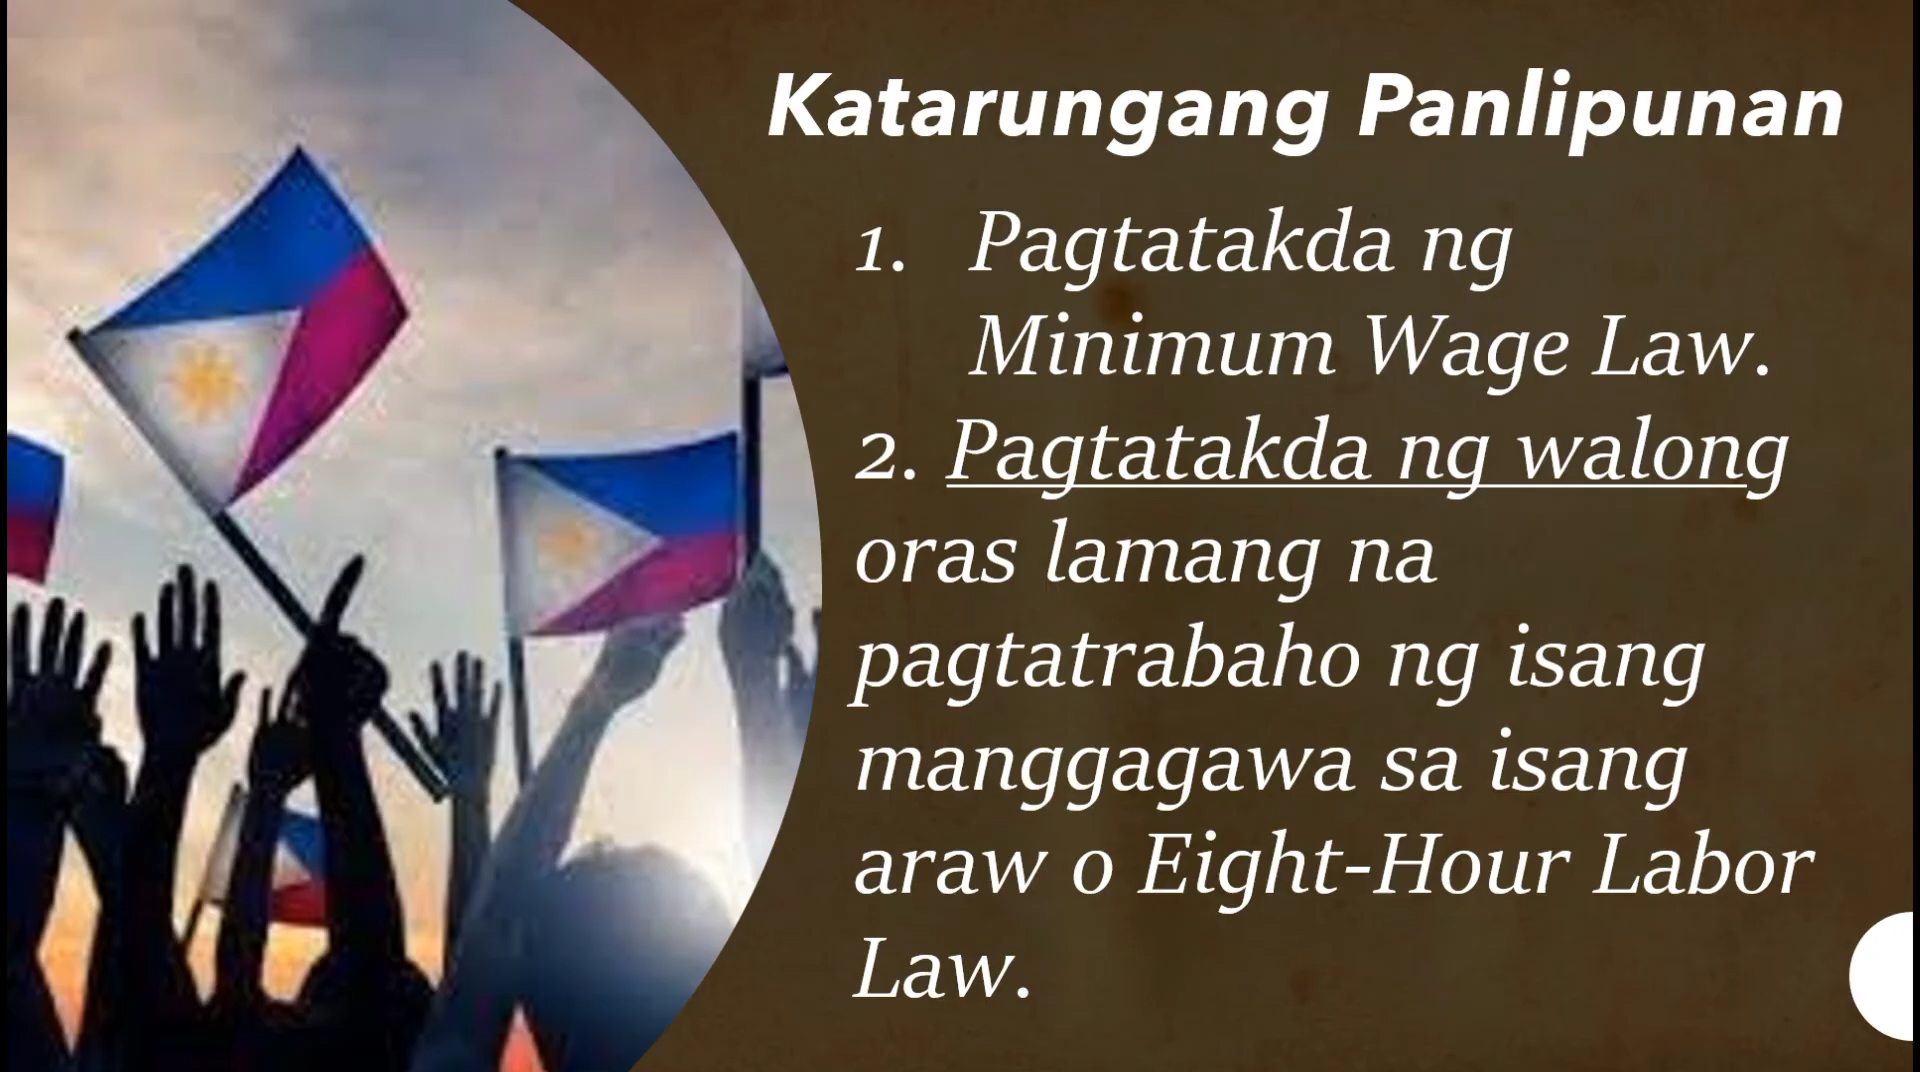 Katarungang Panlipunan
1. Pagtatakda ng
Minimum Wage Law.
2. Pagtatakda ng walong
oras lamang na
pagtatrabaho ng isang
manggagawa sa isang
araw o Eight-Hour Labor
Law.